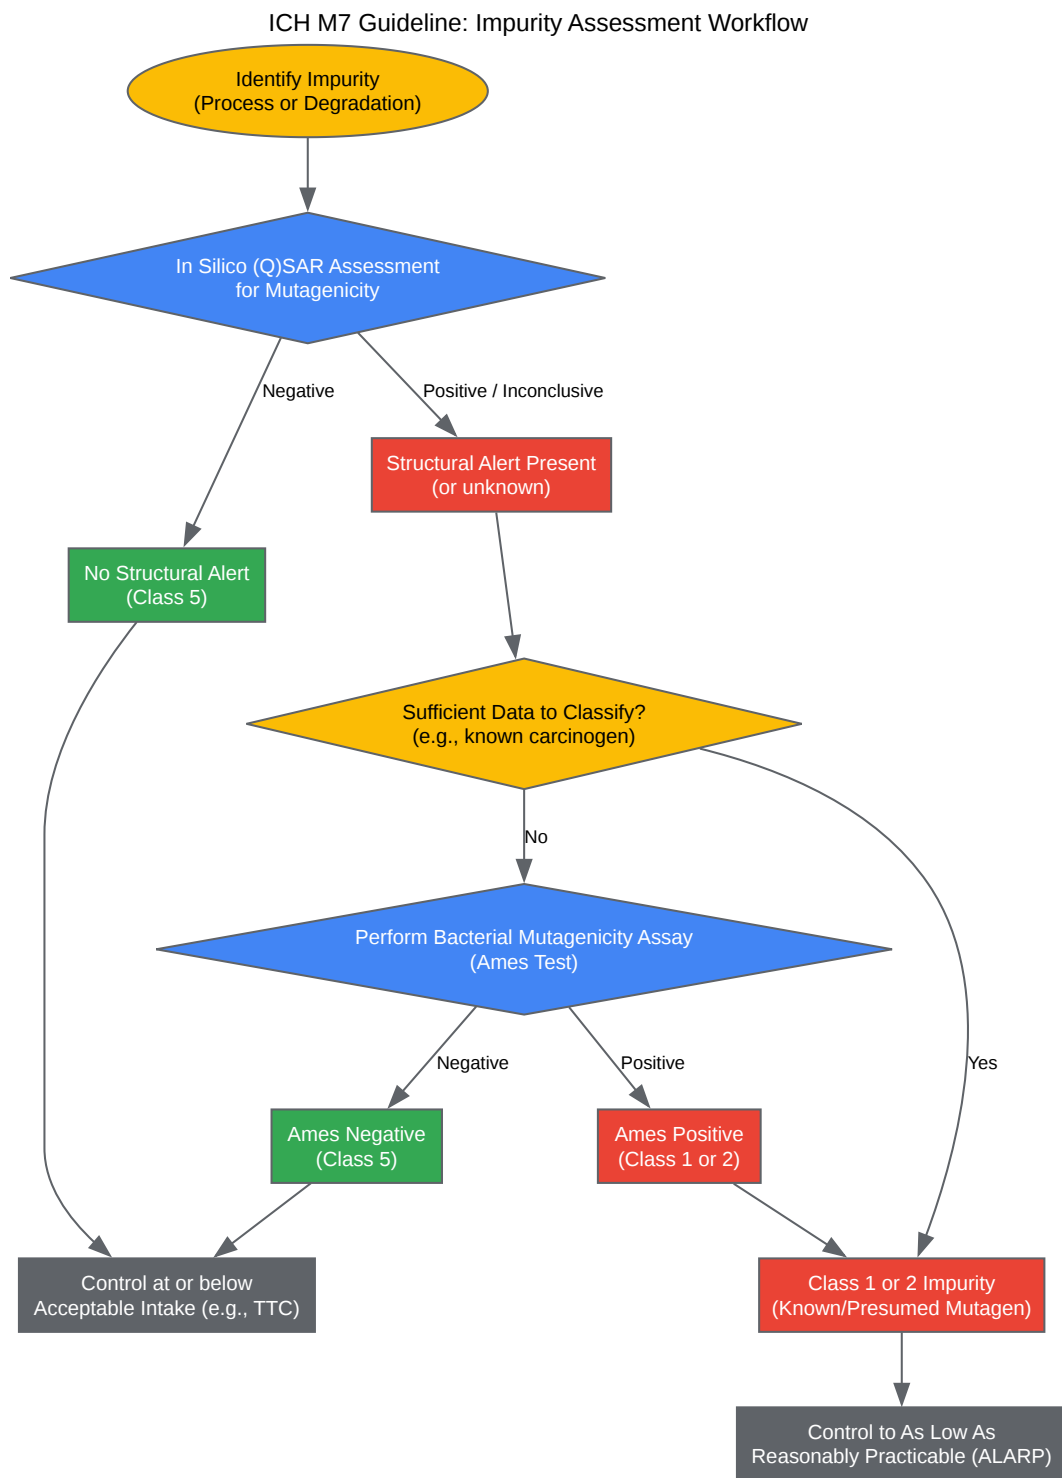 ICH M7 Guideline: Impurity Assessment Workflow
Identify Impurity
(Process or Degradation)
In Silico (Q)SAR Assessment
for Mutagenicity
Negative
Positive / Inconclusive
Structural Alert Present
(or unknown)
No Structural Alert
(Class 5)
Sufficient Data to Classify?
(e.g., known carcinogen)
No
Perform Bacterial Mutagenicity Assay
(Ames Test)
Negative
Positive
Yes
Ames Negative
(Class 5)
Ames Positive
(Class 1 or 2)
Control at or below
Acceptable Intake (e.g., TTC)
Class 1 or 2 Impurity
(Known/Presumed Mutagen)
Control to As Low As
Reasonably Practicable (ALARP)